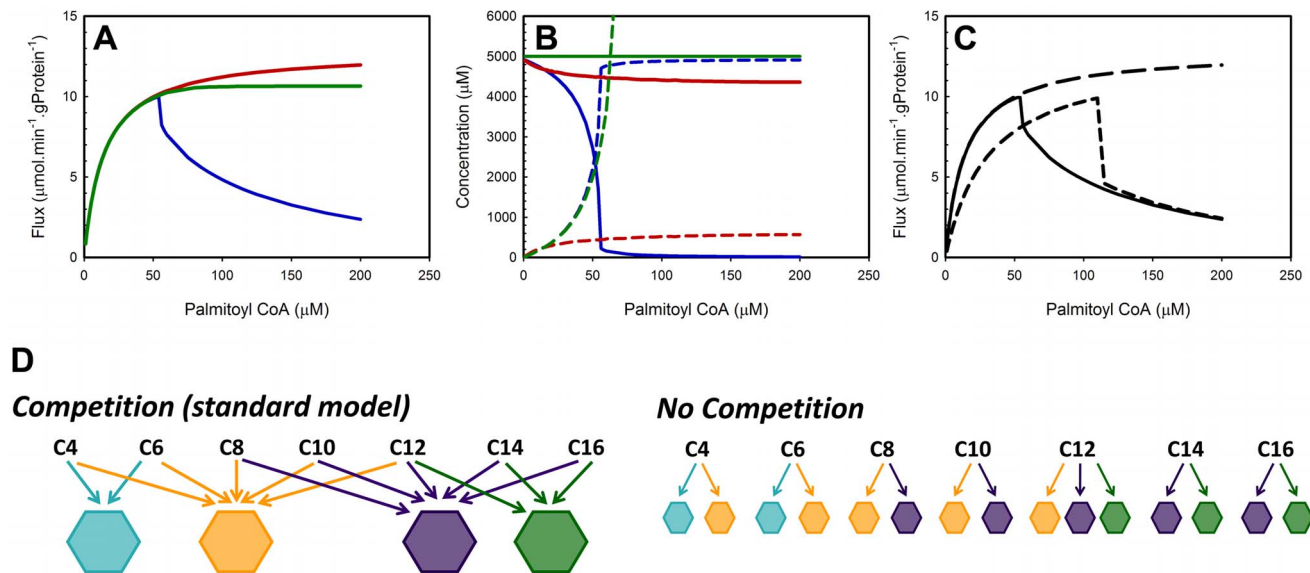 A
15
10
5
0
Flux (μmol.min⁻¹.gProtein⁻¹)
0 50 100 150 200 250
Palmitoyl CoA (μM)
B
6000
5000
4000
3000
2000
1000
0
Concentration (μM)
0 50 100 150 200 250
Palmitoyl CoA (μM)
C
15
10
5
0
Flux (μmol.min⁻¹.gProtein⁻¹)
0 50 100 150 200 250
Palmitoyl CoA (μM)
D
Competition (standard model)
C4 C6 C8 C10 C12 C14 C16
No Competition
C4 C6 C8 C10 C12 C14 C16